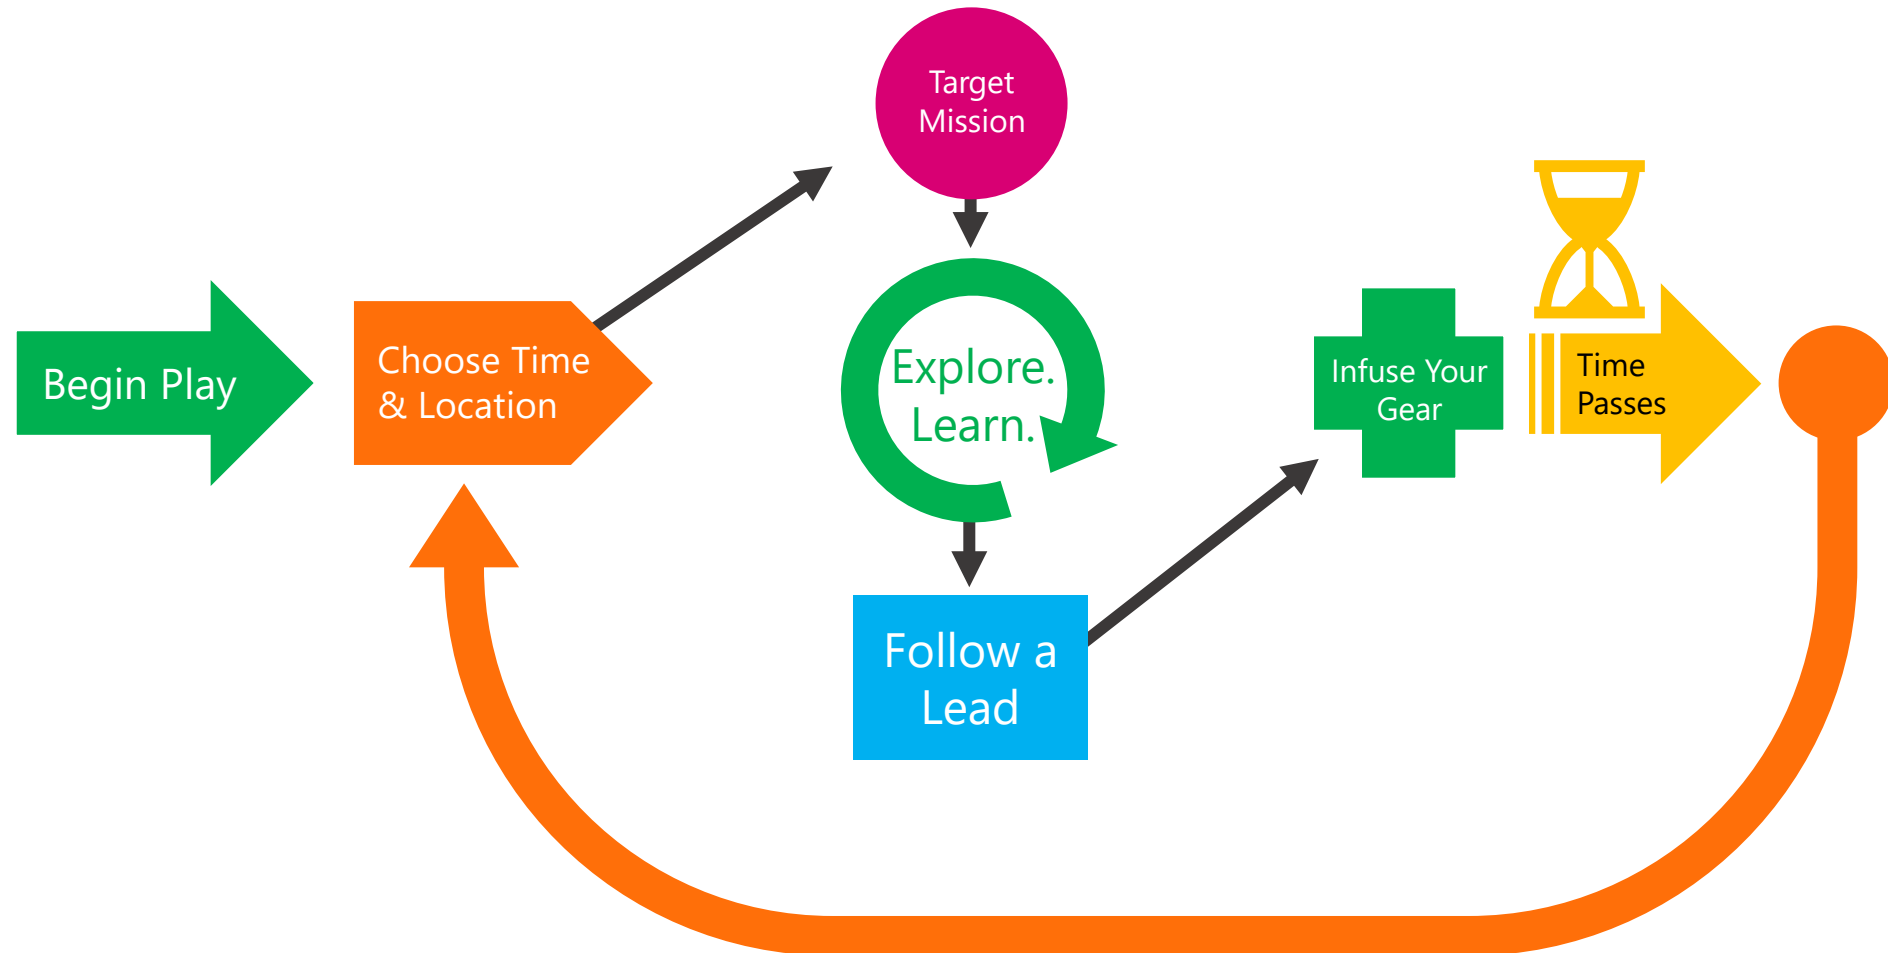 Begin Play
Choose Time
& Location
Target
Mission
Explore.
Learn.
Follow a
Lead
Infuse Your
Gear
Time
Passes